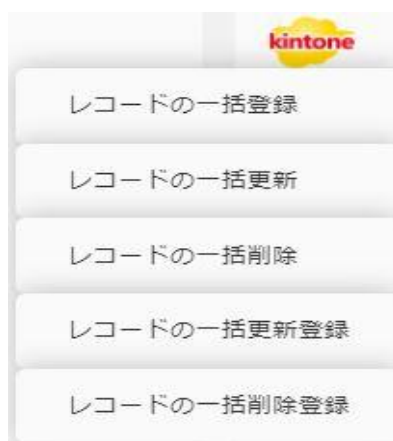 kintone
レコードの一括登録
レコードの一括更新
レコードの一括削除
レコードの一括更新登録
レコードの一括削除登録